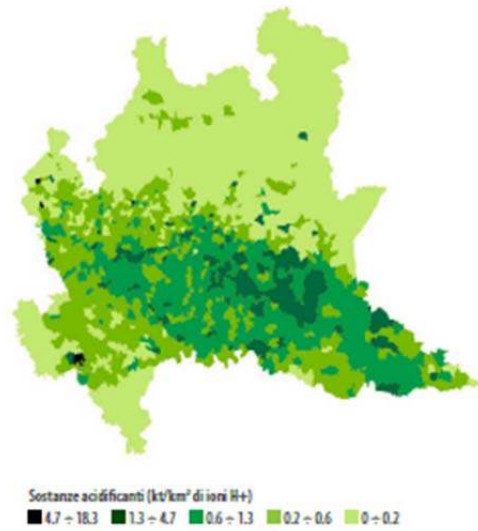 Sostanze acidificanti (kt/km² di ioni H+)
4.7 ÷ 18.3 1.3 ÷ 4.7 0.6 ÷ 1.3 0.2 ÷ 0.6 0 ÷ 0.2